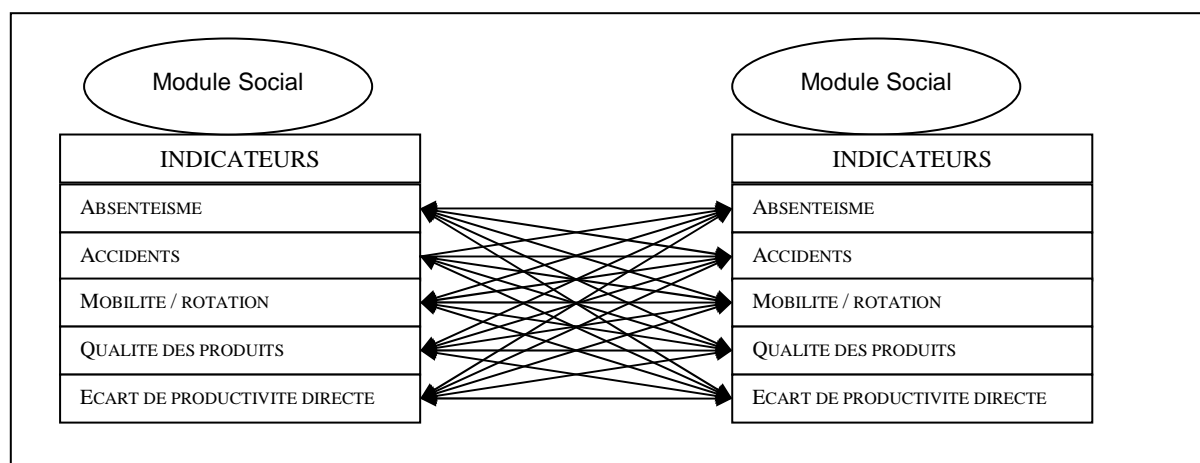 Module Social
INDICATEURS
ABSENTEISME
ACCIDENTS
MOBILITE / ROTATION
QUALITE DES PRODUITS
ECART DE PRODUCTIVITE DIRECTE
Module Social
INDICATEURS
ABSENTEISME
ACCIDENTS
MOBILITE / ROTATION
QUALITE DES PRODUITS
ECART DE PRODUCTIVITE DIRECTE